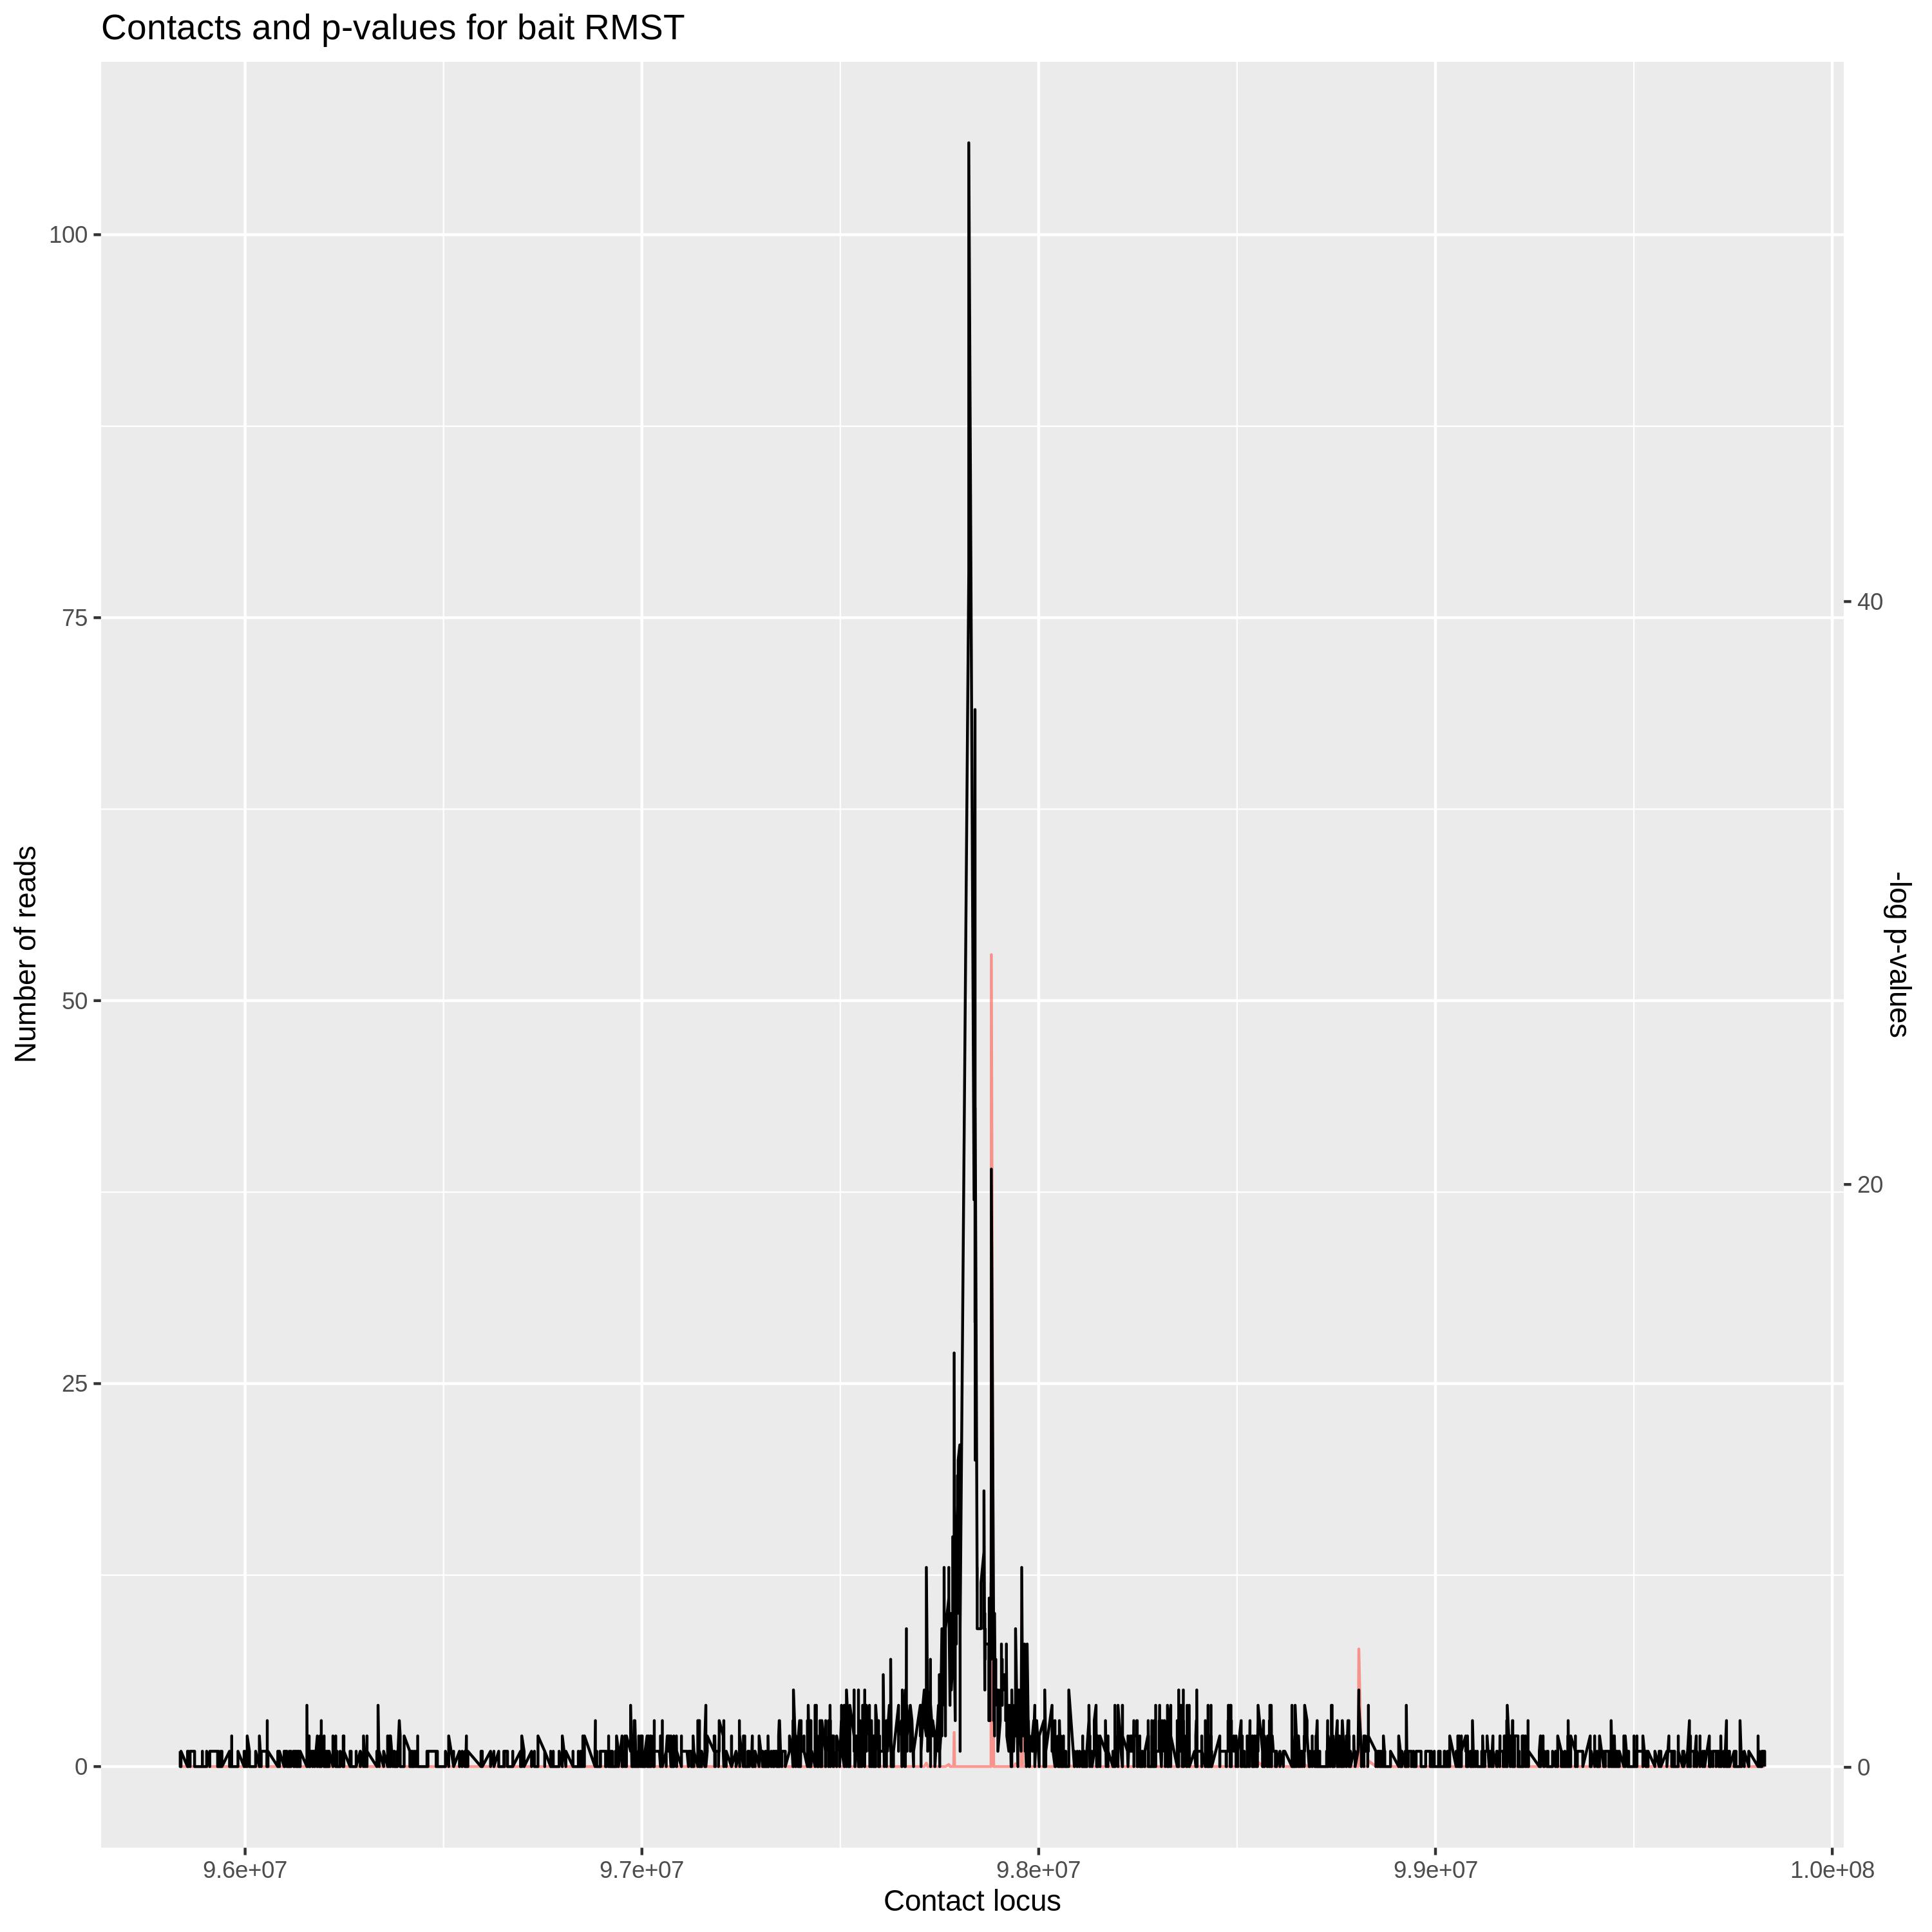 Contacts and p-values for bait RMST
100
75
50
25
0
Number of reads
40
20
0
-log p-values
9.6e+07 9.7e+07 9.8e+07 9.9e+07 1.0e+08
Contact locus